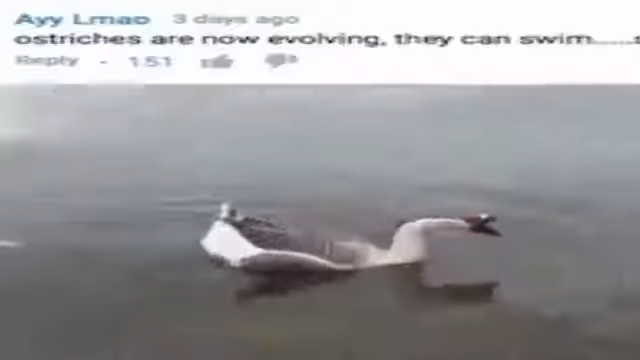 Ayy Lmao 3 days ago
ostriches are now evolving, they can swim.....s
Reply · 151